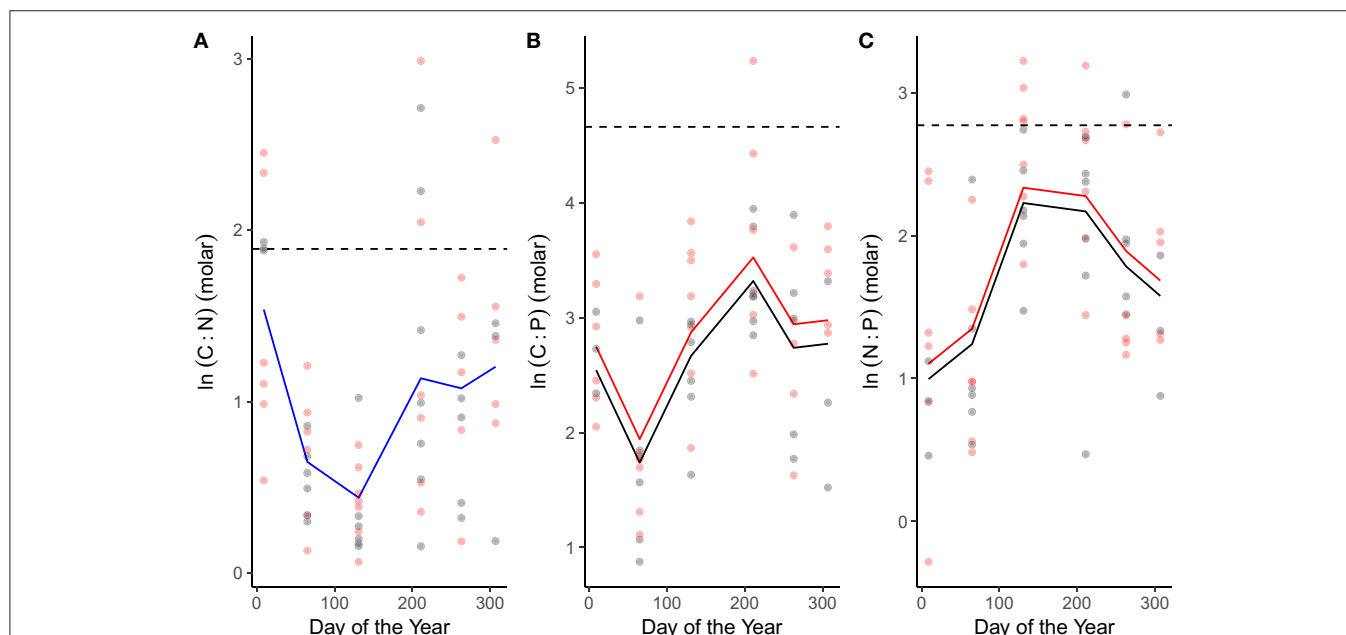 A
B
C
ln (C : N) (molar)
3
2
1
0
0
100
200
300
Day of the Year
ln (C : P) (molar)
5
4
3
2
1
0
100
200
300
Day of the Year
ln (N : P) (molar)
3
2
1
0
0
100
200
300
Day of the Year